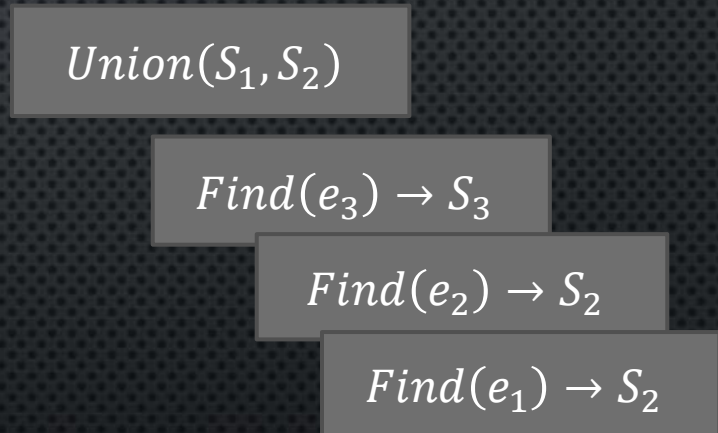 Union(S₁, S₂)
Find(e₃) → S₃
Find(e₂) → S₂
Find(e₁) → S₂